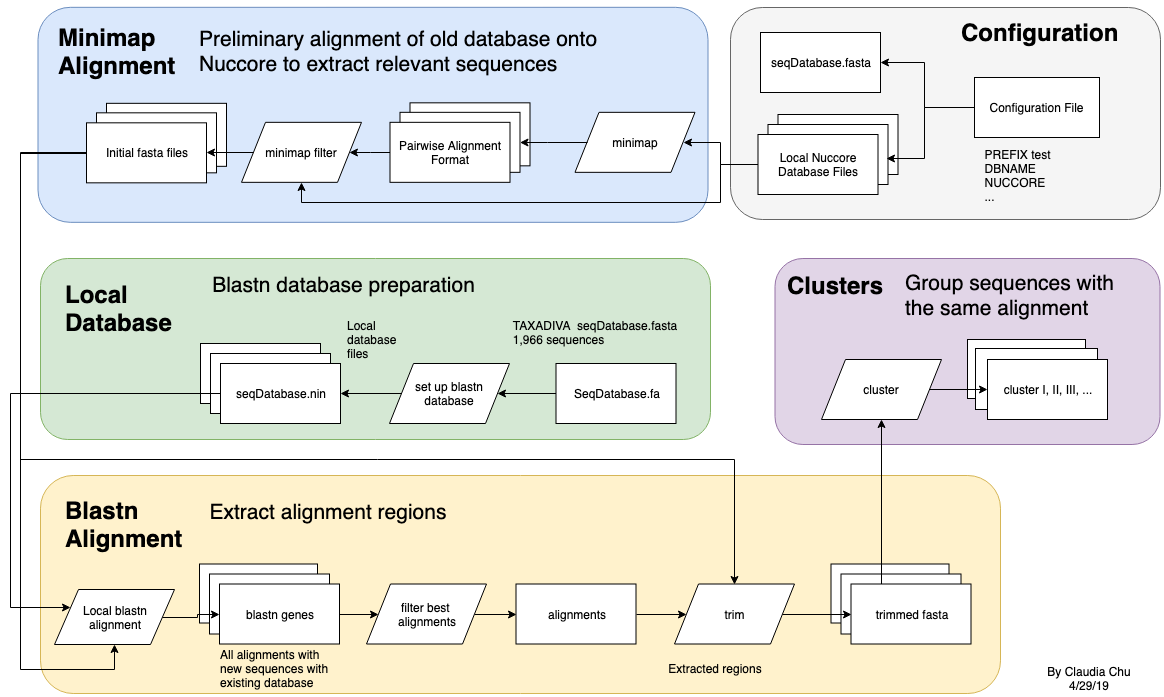 Minimap
Alignment
Preliminary alignment of old database onto
Nuccore to extract relevant sequences
Initial fasta files
minimap filter
Pairwise Alignment
Format
minimap
Configuration
seqDatabase.fasta
Configuration File
Local Nuccore
Database Files
PREFIX test
DBNAME
NUCCORE
...
Local
Database
Blastn database preparation
Local
database
files
TAXADIVA seqDatabase.fasta
1,966 sequences
seqDatabase.nin
set up blastn
database
SeqDatabase.fa
Clusters
Group sequences with
the same alignment
cluster
cluster I, II, III, ...
Blastn
Alignment
Extract alignment regions
Local blastn
alignment
blastn genes
All alignments with
new sequences with
existing database
filter best
alignments
alignments
trim
Extracted regions
trimmed fasta
By Claudia Chu
4/29/19